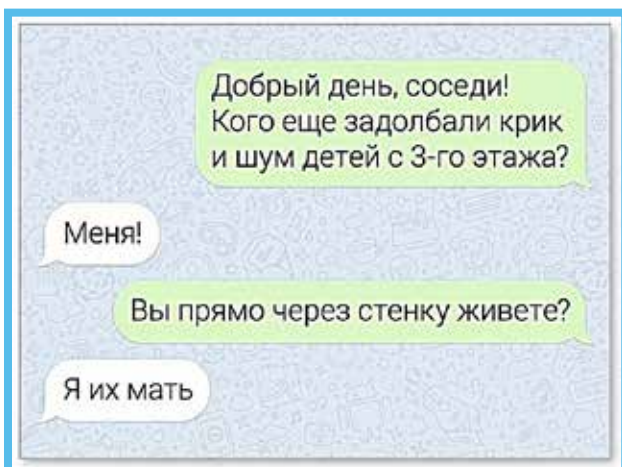 Добрый день, соседи!
Кого еще задолбали крик
и шум детей с 3-го этажа?
Меня!
Вы прямо через стенку живете?
Я их мать